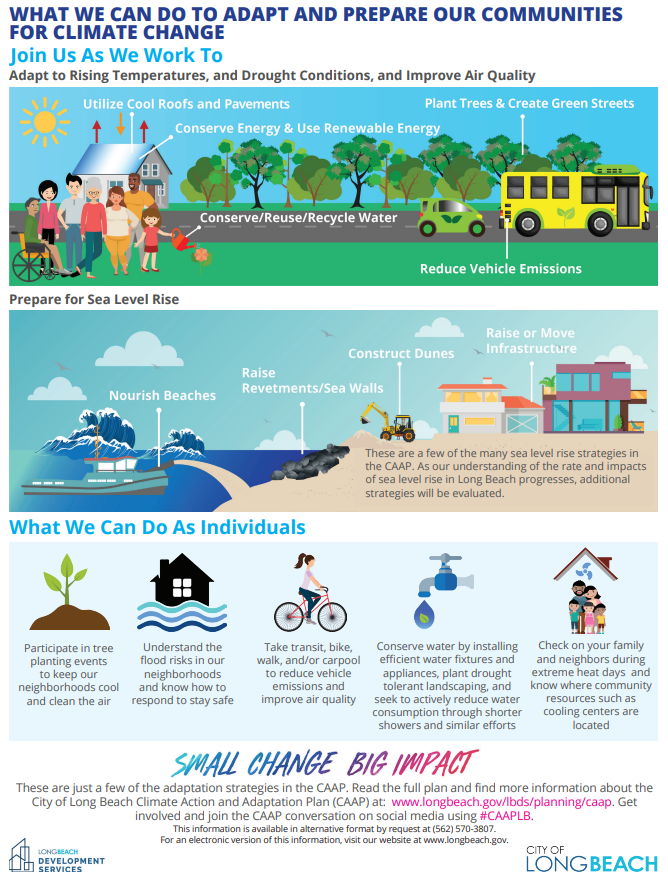 WHAT WE CAN DO TO ADAPT AND PREPARE OUR COMMUNITIES
FOR CLIMATE CHANGE
Join Us As We Work To
Adapt to Rising Temperatures, and Drought Conditions, and Improve Air Quality
Utilize Cool Roofs and Pavements
Plant Trees & Create Green Streets
Conserve Energy & Use Renewable Energy
Conserve/Reuse/Recycle Water
Reduce Vehicle Emissions
Prepare for Sea Level Rise
Nourish Beaches
Raise
Revetments/Sea Walls
Construct Dunes
Raise or Move
Infrastructure
These are a few of the many sea level rise strategies in
the CAAP. As our understanding of the rate and impacts
of sea level rise in Long Beach progresses, additional
strategies will be evaluated.
What We Can Do As Individuals
Participate in tree
planting events
to keep our
neighborhoods cool
and clean the air
Understand the
flood risks in our
neighborhoods
and know how to
respond to stay safe
Take transit, bike,
walk, and/or carpool
to reduce vehicle
emissions and
improve air quality
Conserve water by installing
efficient water fixtures and
appliances, plant drought
tolerant landscaping, and
seek to actively reduce water
consumption through shorter
showers and similar efforts
Check on your family
and neighbors during
extreme heat days and
know where community
resources such as
cooling centers are
located
SMALL CHANGE BIG IMPACT
These are just a few of the adaptation strategies in the CAAP. Read the full plan and find more information about the
City of Long Beach Climate Action and Adaptation Plan (CAAP) at: www.longbeach.gov/lbds/planning/caap. Get
involved and join the CAAP conversation on social media using #CAAPLB.
This information is available in alternative format by request at (562) 570-3807.
For an electronic version of this information, visit our website at www.longbeach.gov.
LONGBEACH
DEVELOPMENT
SERVICES
CITY OF
LONGBEACH